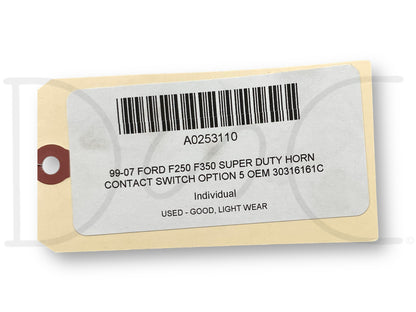 A0253110
99-07 FORD F250 F350 SUPER DUTY HORN
CONTACT SWITCH OPTION 5 OEM 30316161C
Individual
USED - GOOD, LIGHT WEAR